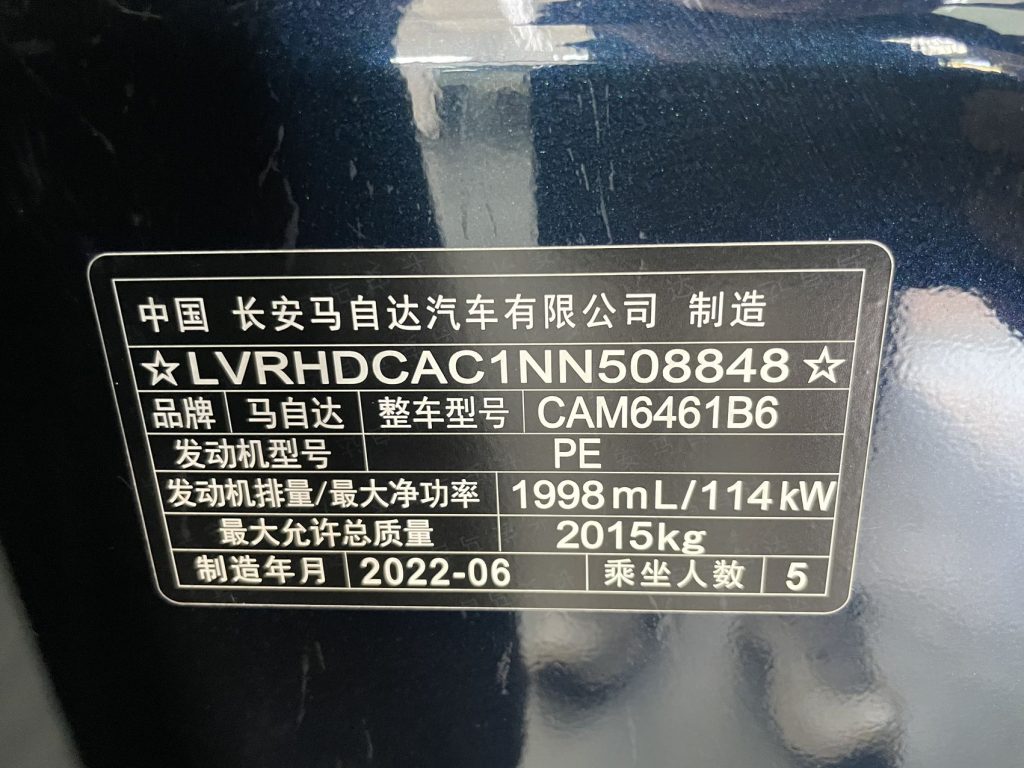 中国 长安马自达汽车有限公司 制造
☆LVRHDCAC1NN508848☆
品牌 马自达 整车型号 CAM6461B6
发动机型号 PE
发动机排量/最大净功率 1998mL/114kW
最大允许总质量 2015kg
制造年月 2022-06 乘坐人数 5